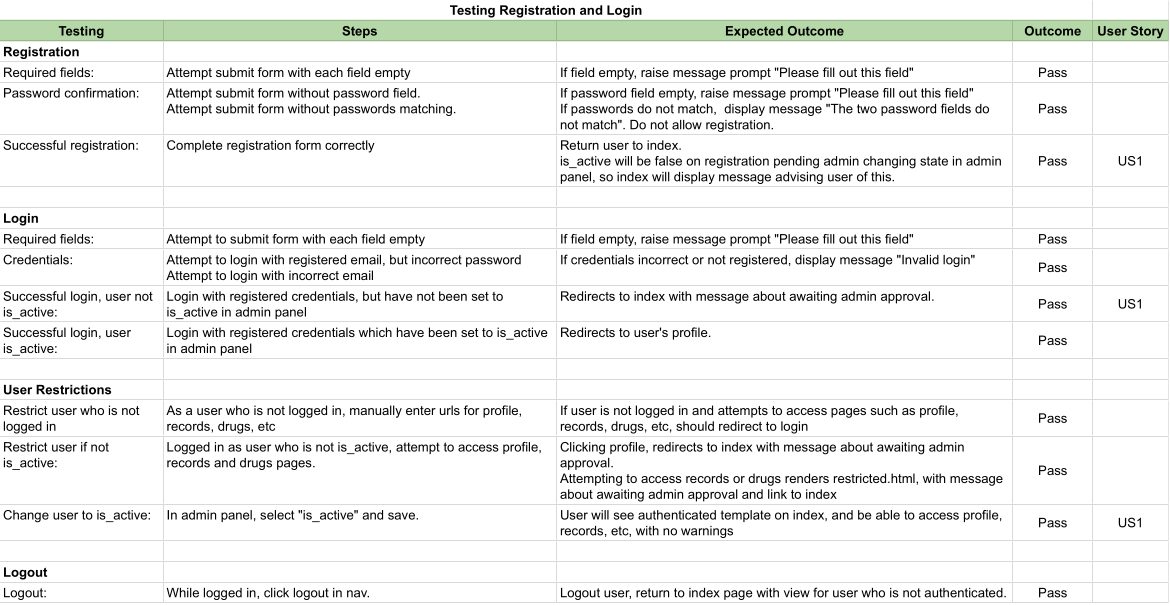 Testing Registration and Login
Testing Steps Expected Outcome Outcome User Story
Registration
Required fields: Attempt submit form with each field empty If field empty, raise message prompt "Please fill out this field" Pass
Password confirmation: Attempt submit form without password field. If password field empty, raise message prompt "Please fill out this field"
Attempt submit form without passwords matching. If passwords do not match,  display message "The two password fields do Pass
not match". Do not allow registration.
Successful registration: Complete registration form correctly Return user to index.
is_active will be false on registration pending admin changing state in admin Pass US1
panel, so index will display message advising user of this.
Login
Required fields: Attempt to submit form with each field empty If field empty, raise message prompt "Please fill out this field" Pass
Credentials: Attempt to login with registered email, but incorrect password If credentials incorrect or not registered, display message "Invalid login" Pass
Attempt to login with incorrect email
Successful login, user not Login with registered credentials, but have not been set to Redirects to index with message about awaiting admin approval. Pass US1
is_active: is_active in admin panel
Successful login, user Login with registered credentials which have been set to is_active Redirects to user's profile. Pass
is_active: in admin panel
User Restrictions
Restrict user who is not As a user who is not logged in, manually enter urls for profile, If user is not logged in and attempts to access pages such as profile, Pass
logged in records, drugs, etc records, drugs, etc, should redirect to login
Restrict user if not Logged in as user who is not is_active, attempt to access profile, Clicking profile, redirects to index with message about awaiting admin
is_active: records and drugs pages. approval. Pass
Attempting to access records or drugs renders restricted.html, with message
about awaiting admin approval and link to index
Change user to is_active: In admin panel, select "is_active" and save. User will see authenticated template on index, and be able to access profile, Pass US1
records, etc, with no warnings
Logout
Logout: While logged in, click logout in nav. Logout user, return to index page with view for user who is not authenticated. Pass